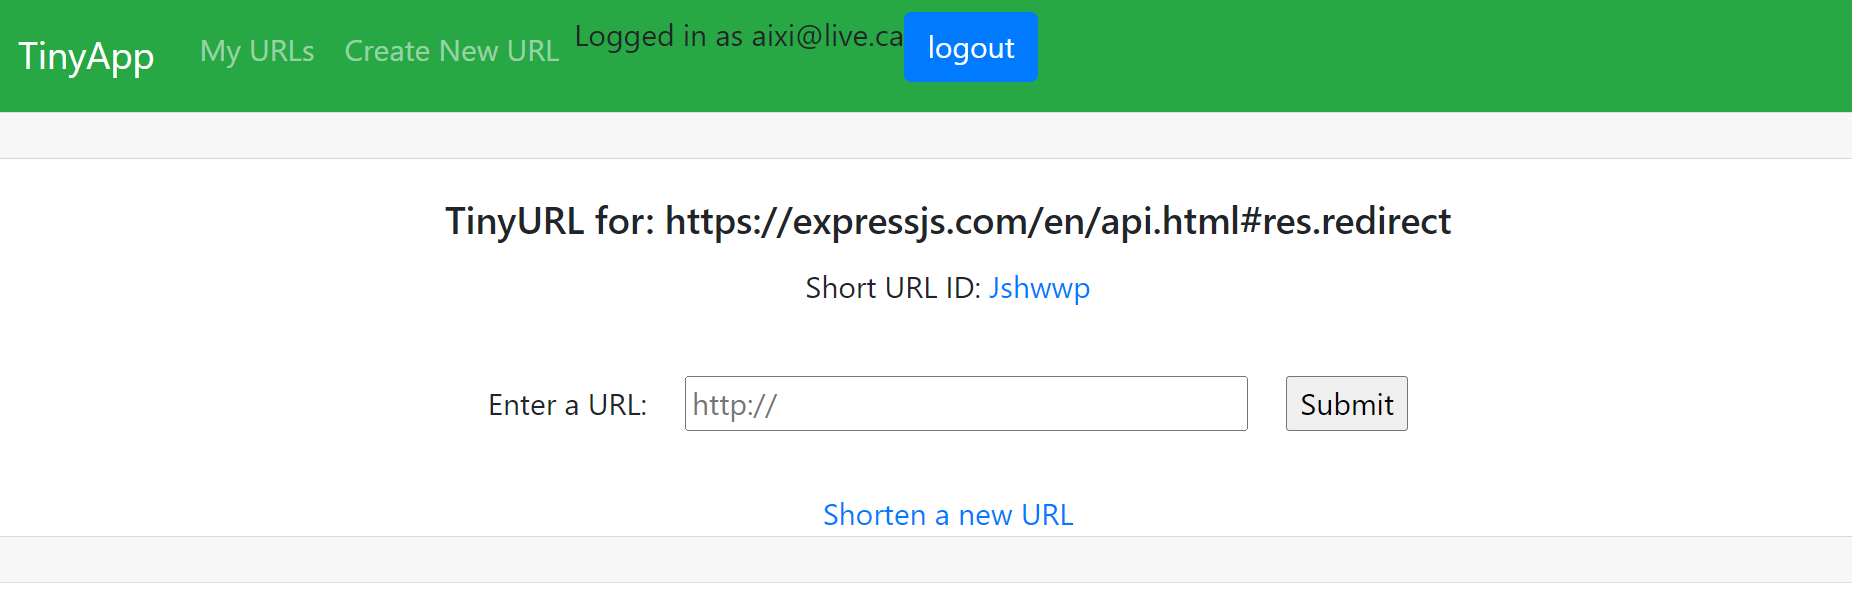 TinyApp My URLs Create New URL Logged in as aixi@live.ca logout
TinyURL for: https://expressjs.com/en/api.html#res.redirect
Short URL ID: Jshwwp
Enter a URL: http:// Submit
Shorten a new URL